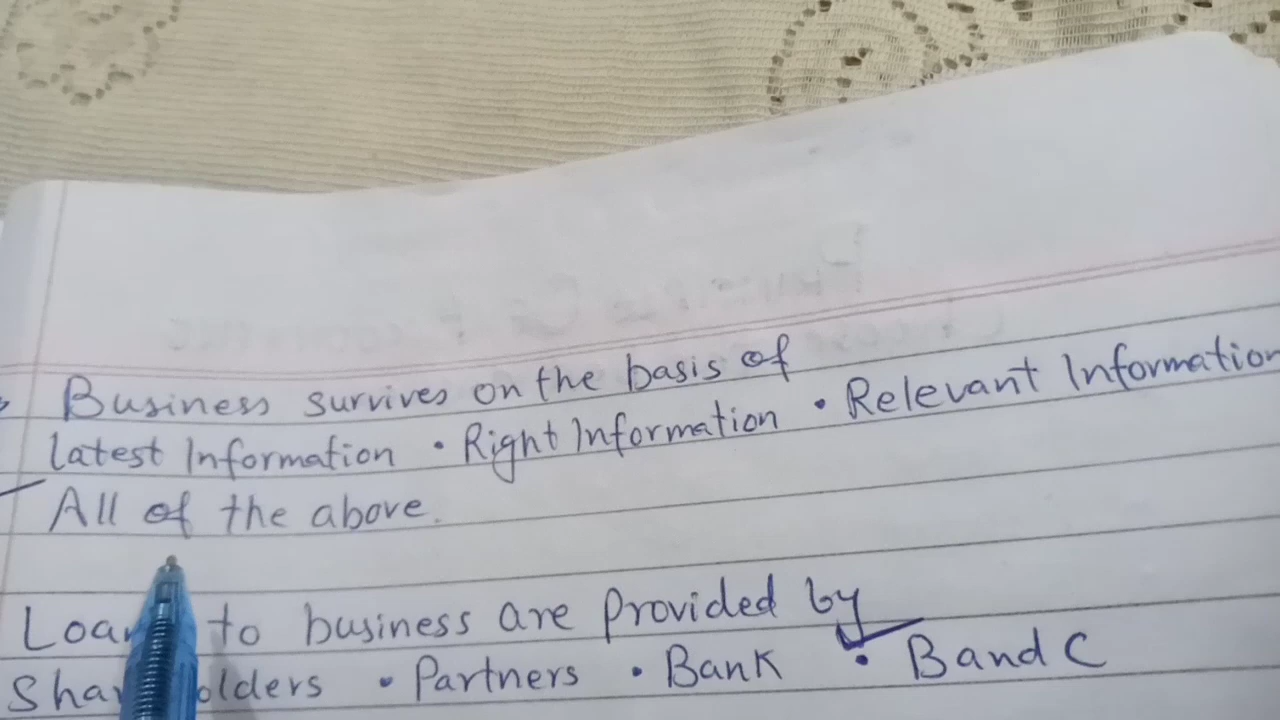 Business survives on the basis of
latest Information • Right Information • Relevant Information
All of the above.
to business are provided by
• Partners • Bank • B and C